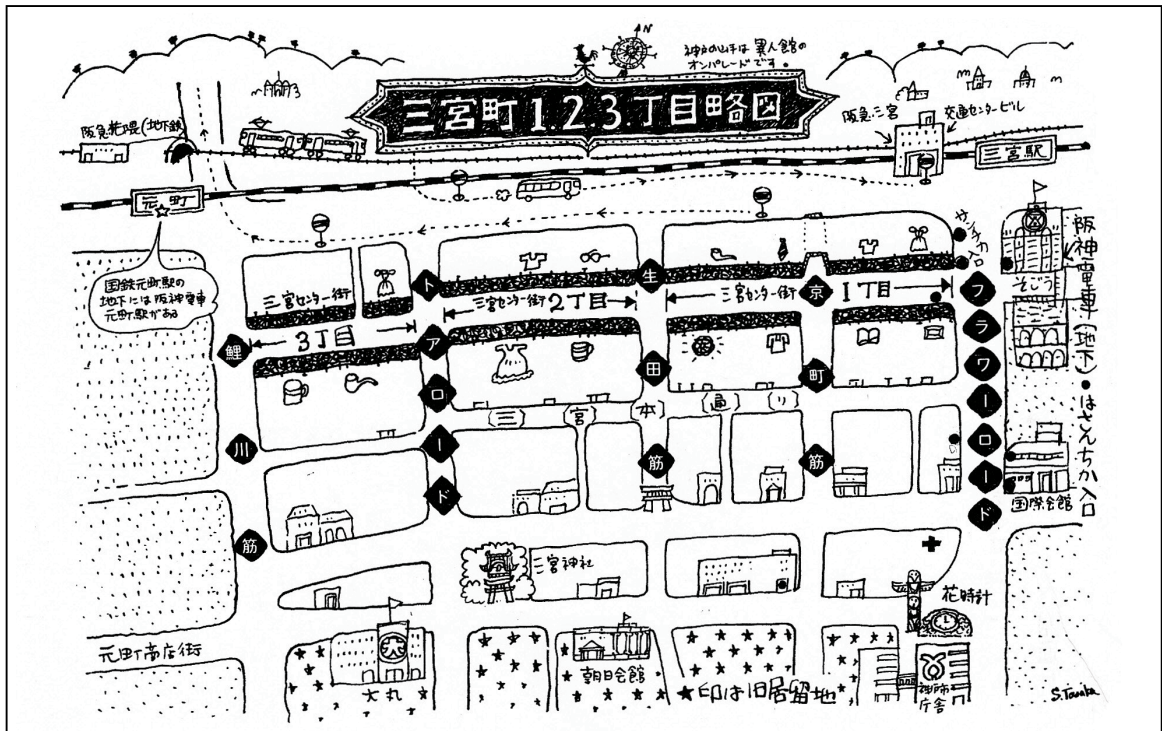 N
神戸の山手は異人館の
オンパレードです。
三宮町1.2.3丁目略図
阪急花隈(地下鉄)
阪急三宮
交通センタービル
三宮駅
元町
国鉄元町駅の
地下には阪神電車
元町駅がある
サンチカ入口
阪神電車(地下)
そごう
●はさんちか入口
三宮センター街
3丁目
三宮センター街
2丁目
三宮センター街
1丁目
鯉川筋
トアロード
生田筋
京町筋
フラワーロード
三宮本通り
国際会館
三宮神社
花時計
元町商店街
大
大丸
朝日会館
★印は旧居留地
神戸市
庁舎
S.Tanaka